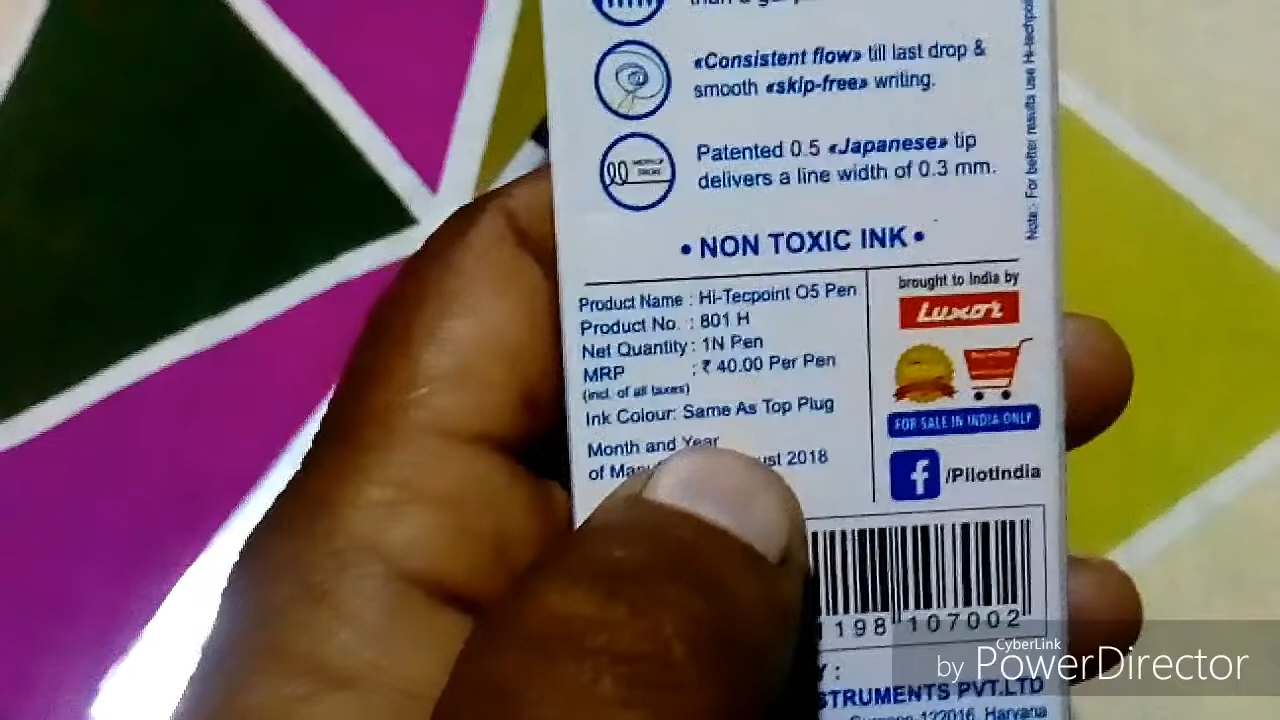 «Consistent flow» till last drop &
smooth «skip-free» writing.
Patented 0.5 «Japanese» tip
delivers a line width of 0.3 mm.
• NON TOXIC INK •
Product Name : Hi-Tecpoint O5 Pen
Product No. : 801 H
Net Quantity : 1N Pen
MRP : ₹ 40.00 Per Pen
(incl. of all taxes)
Ink Colour: Same As Top Plug
Month and Year
of 2018
brought to India by
Luxor
FOR SALE IN INDIA ONLY
f /PilotIndia
198 107002
Note:- For better results use Hi-techpoi
CyberLink
by PowerDirector
Y :
STRUMENTS PVT.LTD
122016, Haryana